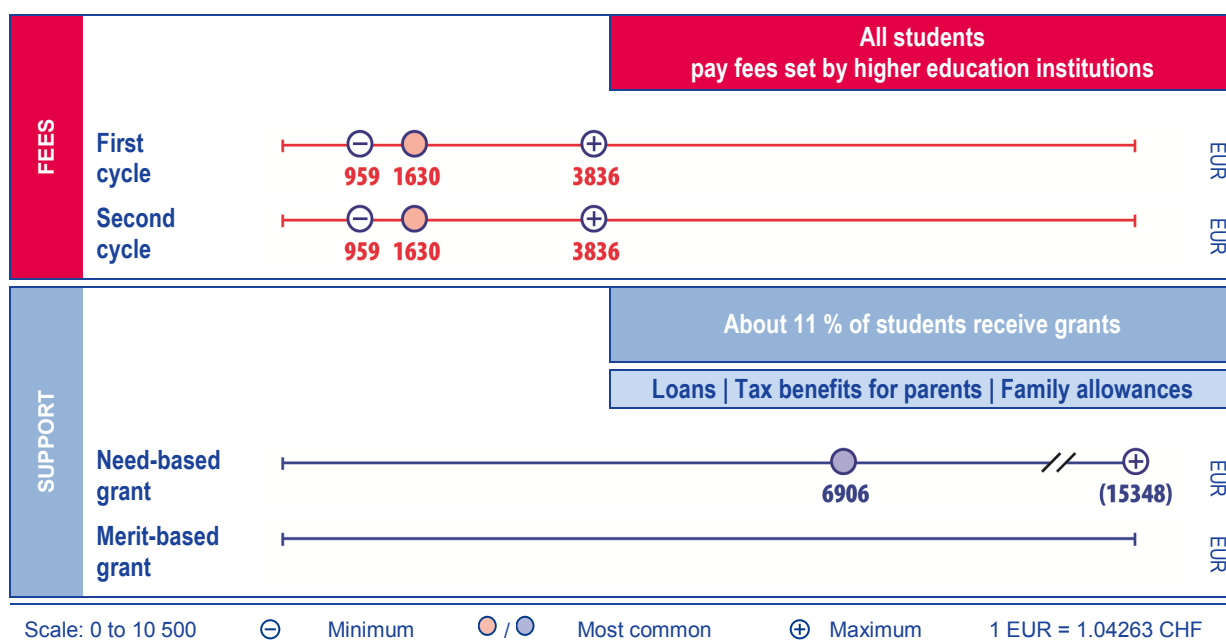 All students
pay fees set by higher education institutions
FEES
First
cycle
959 1630 3836
EUR
Second
cycle
959 1630 3836
EUR
About 11 % of students receive grants
Loans | Tax benefits for parents | Family allowances
SUPPORT
Need-based
grant
6906 (15348)
EUR
Merit-based
grant
EUR
Scale: 0 to 10 500 Minimum / Most common Maximum 1 EUR = 1.04263 CHF